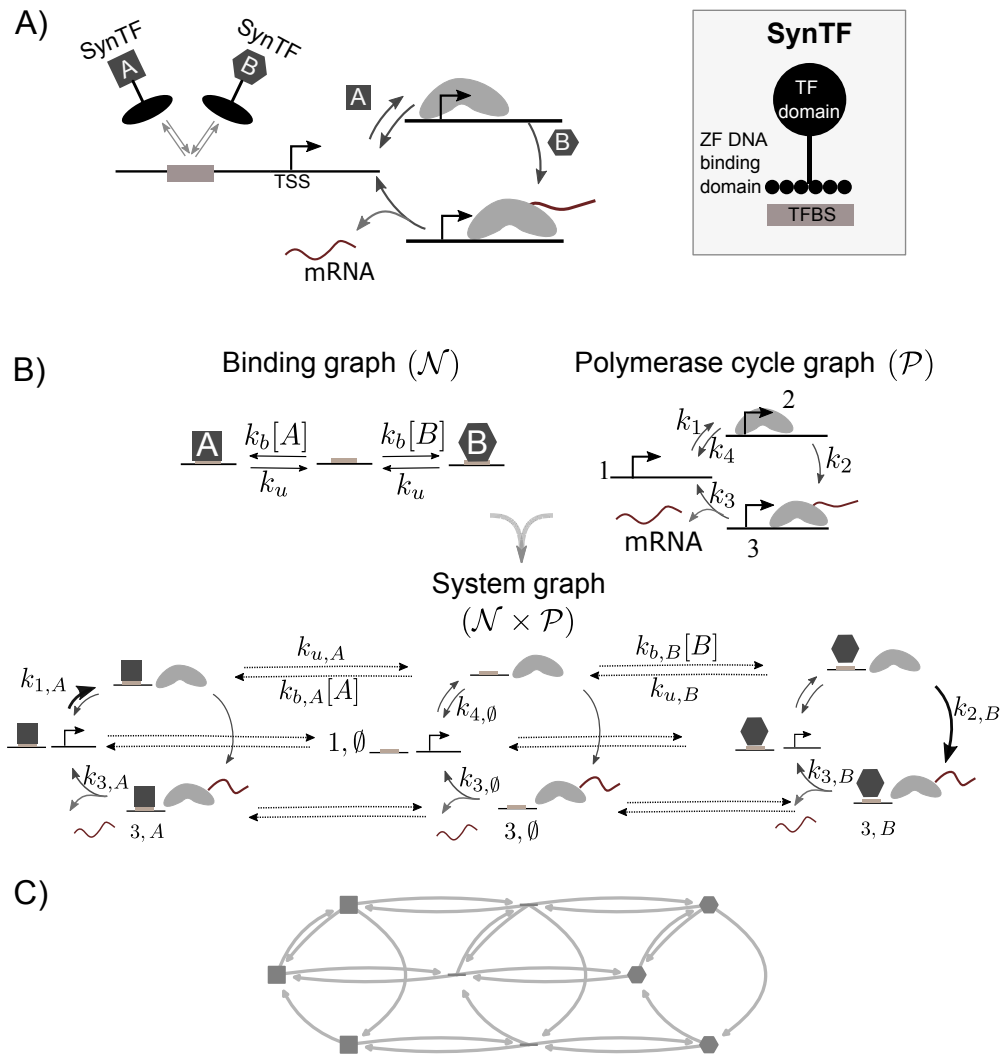 A)
SynTF
SynTF
A
B
A
B
TSS
mRNA
SynTF
TF
domain
ZF DNA
binding
domain
TFBS
B)
Binding graph (𝒩)
Polymerase cycle graph (𝒫)
A
k_b[A]
k_b[B]
B
k_u
k_u
1
2
k_1
k_4
k_2
k_3
mRNA
3
System graph
(𝒩 × 𝒫)
k_{u,A}
k_{b,B}[B]
k_{1,A}
k_{b,A}[A]
k_{4,∅}
k_{u,B}
k_{2,B}
1, ∅
k_{3,A}
k_{3,∅}
k_{3,B}
3, A
3, ∅
3, B
C)